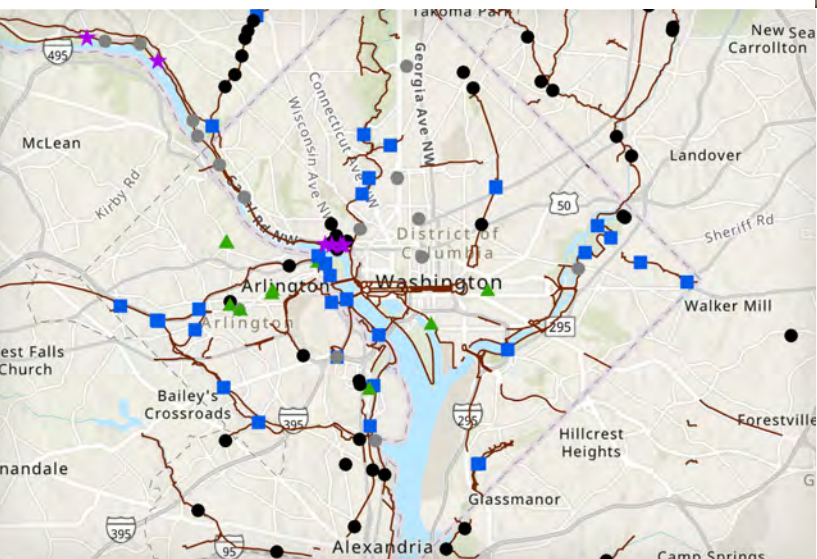 Takoma Park
New
Carrollton
495
Georgia Ave NW
Connecticut Ave NW
Wisconsin Ave NW
McLean
Landover
Kirby Rd
50
Sheriff Rd
Rd NW
District of
Columbia
Arlington
Washington
Walker Mill
Arlington
295
est Falls
Church
Bailey's
Crossroads
395
295
Forestville
Hillcrest
Heights
nandale
G
Glassmanor
395
95
Alexandria
Camp Springs